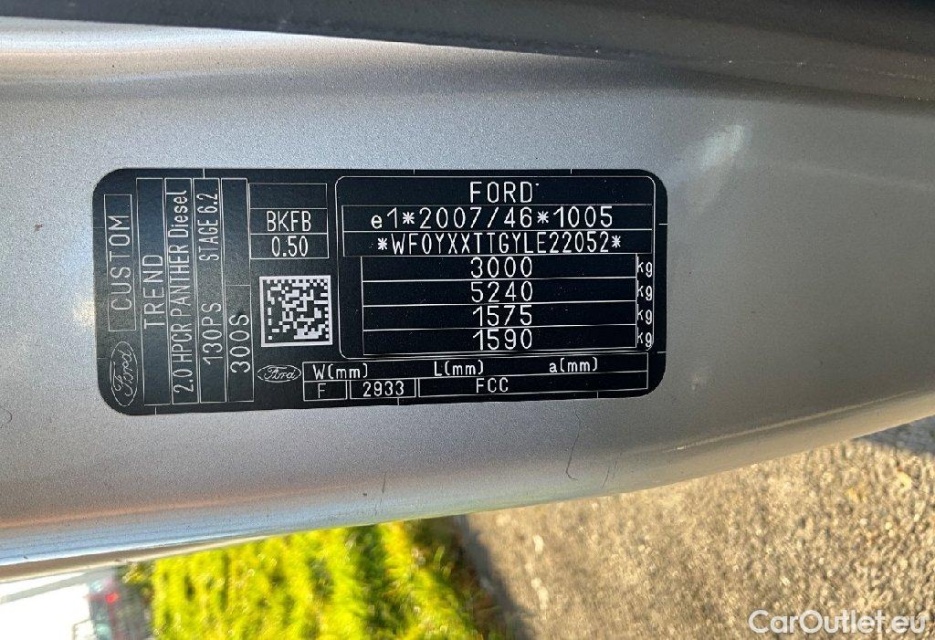 FORD
e1*2007/46*1005
*WF0YXXTTGYLE22052*
3000 kg
5240 kg
1575 kg
1590 kg
BKFB
0.50
Ford
W(mm) L(mm) a(mm)
F 2933 FCC
Ford CUSTOM
TREND
2.0 HPCR PANTHER Diesel
130PS STAGE 6.2
300S
CarOutlet.eu